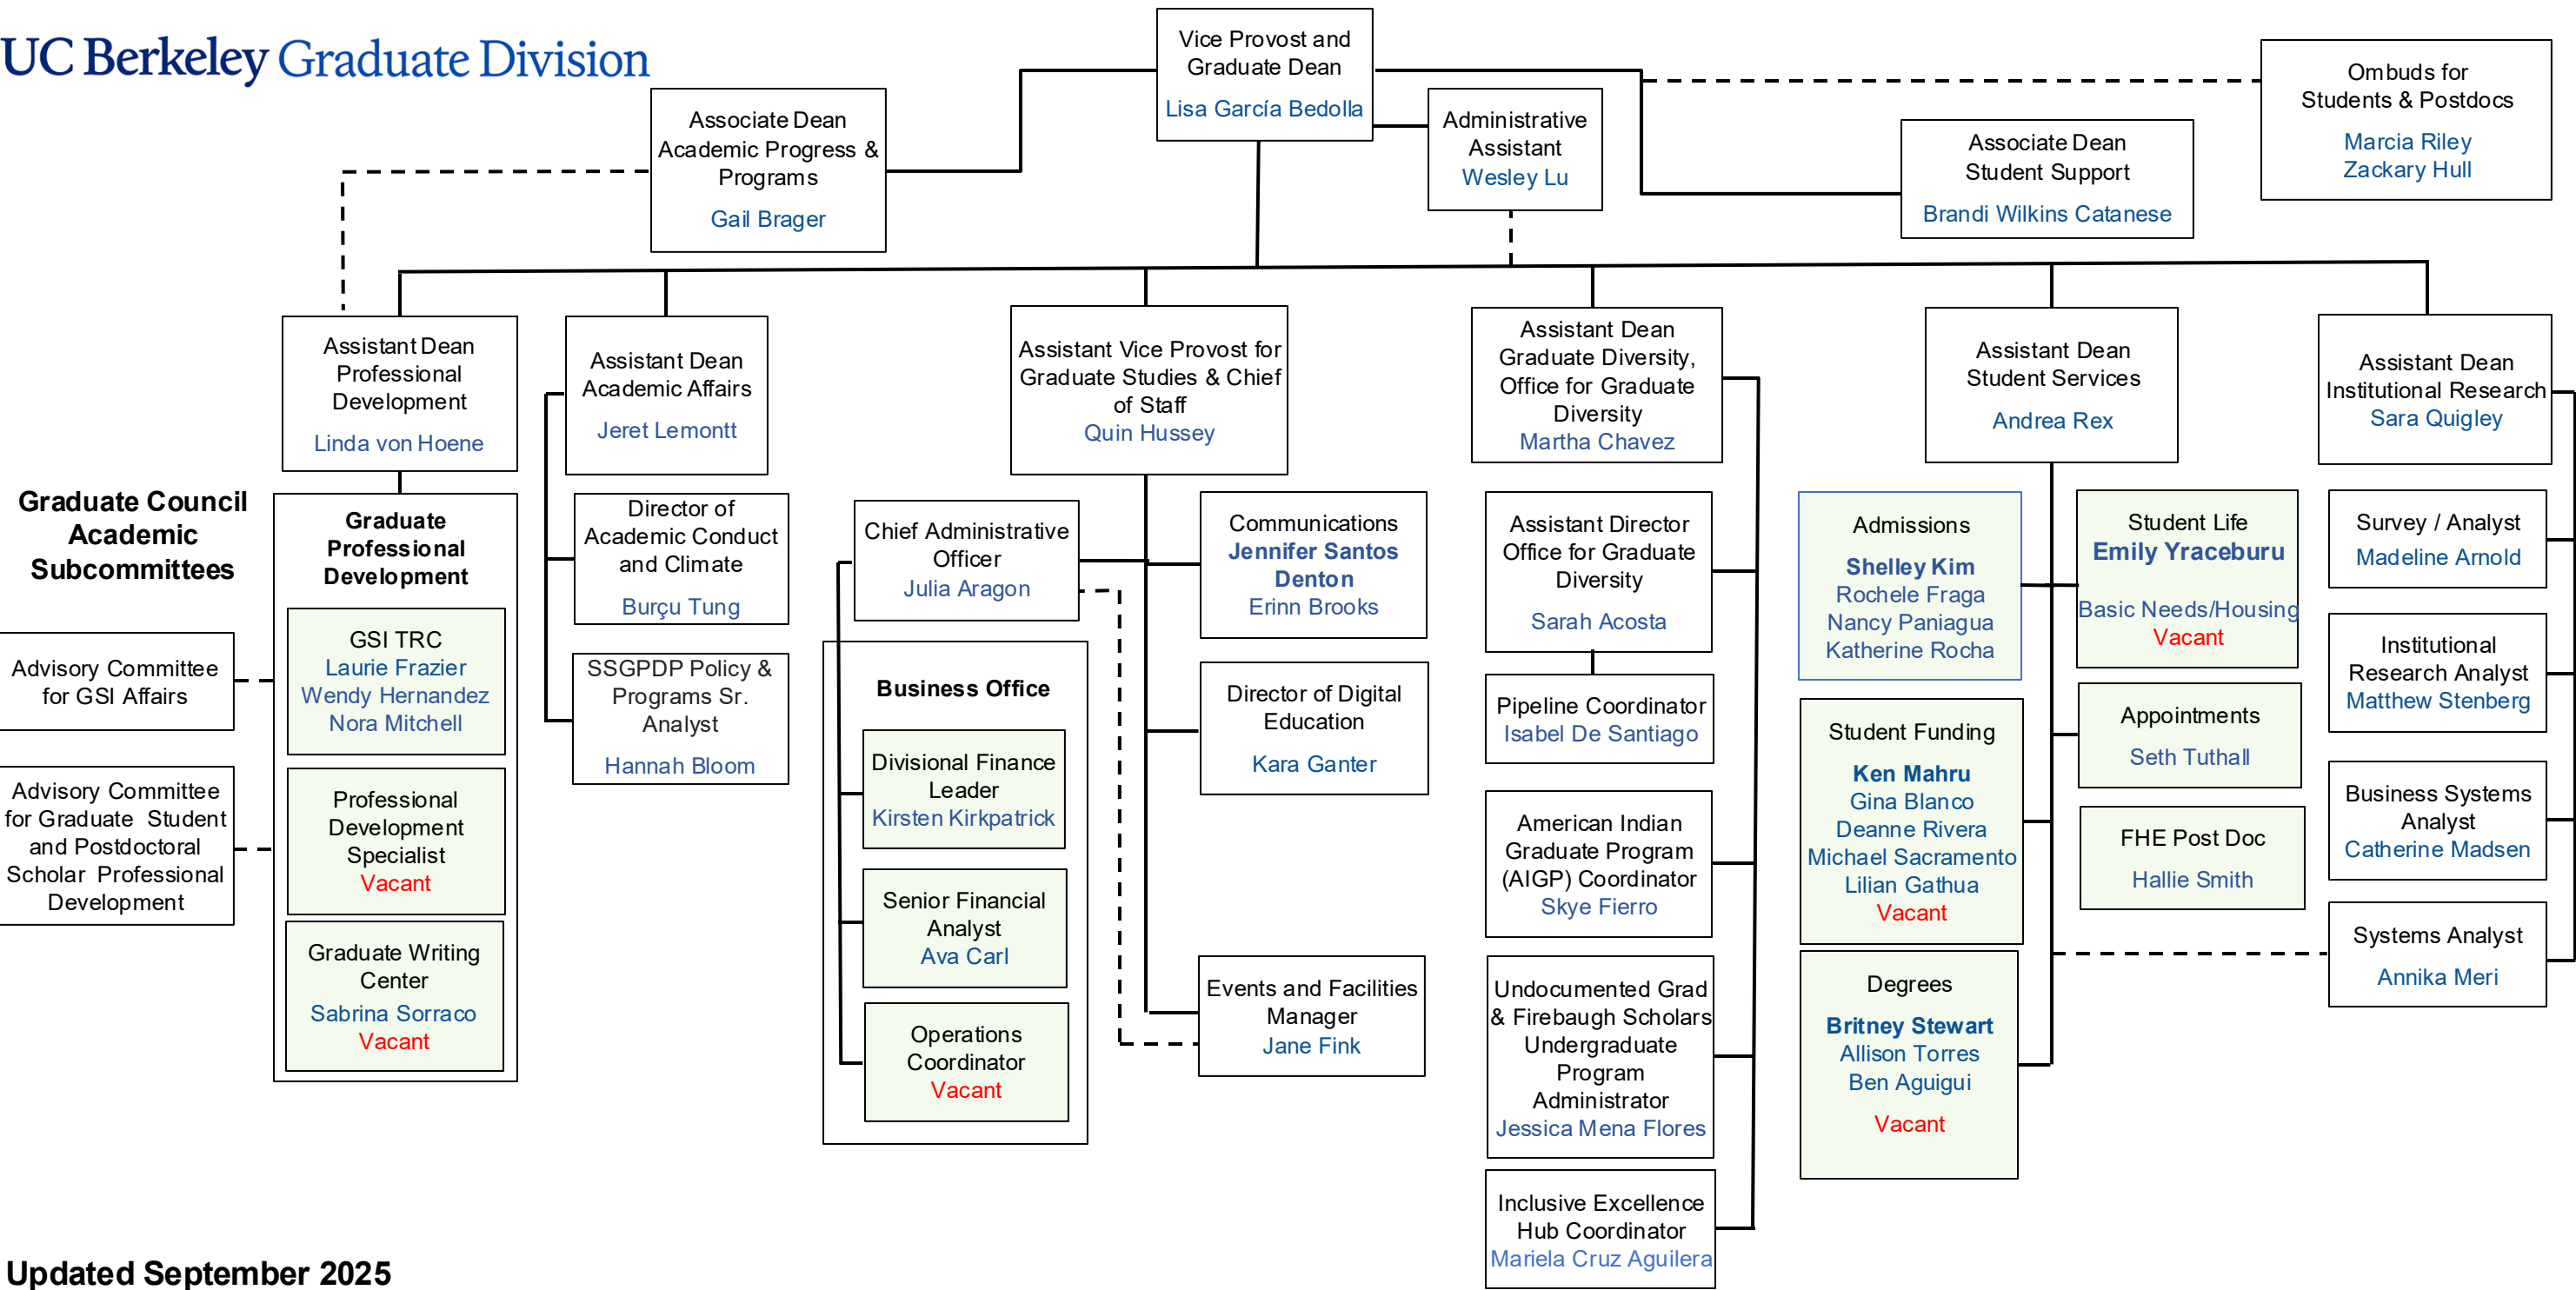 UC Berkeley Graduate Division
Vice Provost and
Graduate Dean
Lisa García Bedolla
Associate Dean
Academic Progress &
Programs
Gail Brager
Administrative
Assistant
Wesley Lu
Associate Dean
Student Support
Brandi Wilkins Catanese
Ombuds for
Students & Postdocs
Marcia Riley
Zackary Hull
Assistant Dean
Professional
Development
Linda von Hoene
Assistant Dean
Academic Affairs
Jeret Lemontt
Assistant Vice Provost for
Graduate Studies & Chief
of Staff
Quin Hussey
Assistant Dean
Graduate Diversity,
Office for Graduate
Diversity
Martha Chavez
Assistant Dean
Student Services
Andrea Rex
Assistant Dean
Institutional Research
Sara Quigley
Graduate Council
Academic
Subcommittees
Advisory Committee
for GSI Affairs
Advisory Committee
for Graduate Student
and Postdoctoral
Scholar Professional
Development
Graduate
Professional
Development
GSI TRC
Laurie Frazier
Wendy Hernandez
Nora Mitchell
Professional
Development
Specialist
Vacant
Graduate Writing
Center
Sabrina Sorraco
Vacant
Director of
Academic Conduct
and Climate
Burçu Tung
SSGPDP Policy &
Programs Sr.
Analyst
Hannah Bloom
Chief Administrative
Officer
Julia Aragon
Business Office
Divisional Finance
Leader
Kirsten Kirkpatrick
Senior Financial
Analyst
Ava Carl
Operations
Coordinator
Vacant
Communications
Jennifer Santos
Denton
Erinn Brooks
Director of Digital
Education
Kara Ganter
Events and Facilities
Manager
Jane Fink
Assistant Director
Office for Graduate
Diversity
Sarah Acosta
Pipeline Coordinator
Isabel De Santiago
American Indian
Graduate Program
(AIGP) Coordinator
Skye Fierro
Undocumented Grad
& Firebaugh Scholars
Undergraduate
Program
Administrator
Jessica Mena Flores
Inclusive Excellence
Hub Coordinator
Mariela Cruz Aguilera
Admissions
Shelley Kim
Rochele Fraga
Nancy Paniagua
Katherine Rocha
Student Funding
Ken Mahru
Gina Blanco
Deanne Rivera
Michael Sacramento
Lilian Gathua
Vacant
Degrees
Britney Stewart
Allison Torres
Ben Aguigui
Vacant
Student Life
Emily Yraceburu
Basic Needs/Housing
Vacant
Appointments
Seth Tuthall
FHE Post Doc
Hallie Smith
Survey / Analyst
Madeline Arnold
Institutional
Research Analyst
Matthew Stenberg
Business Systems
Analyst
Catherine Madsen
Systems Analyst
Annika Meri
Updated September 2025